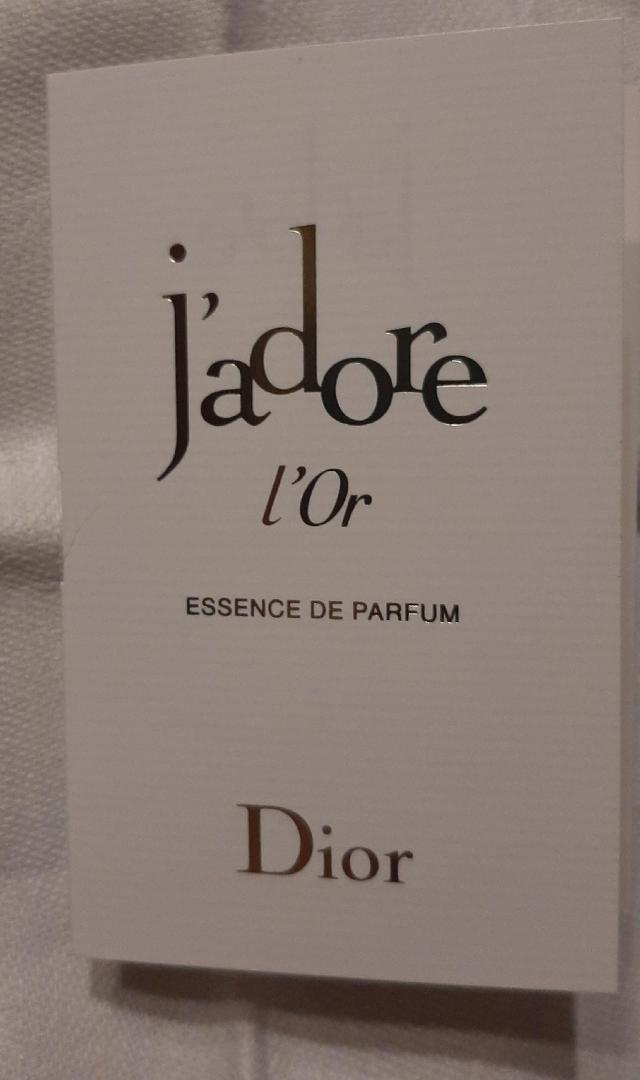 j'adore
l'Or
ESSENCE DE PARFUM
Dior